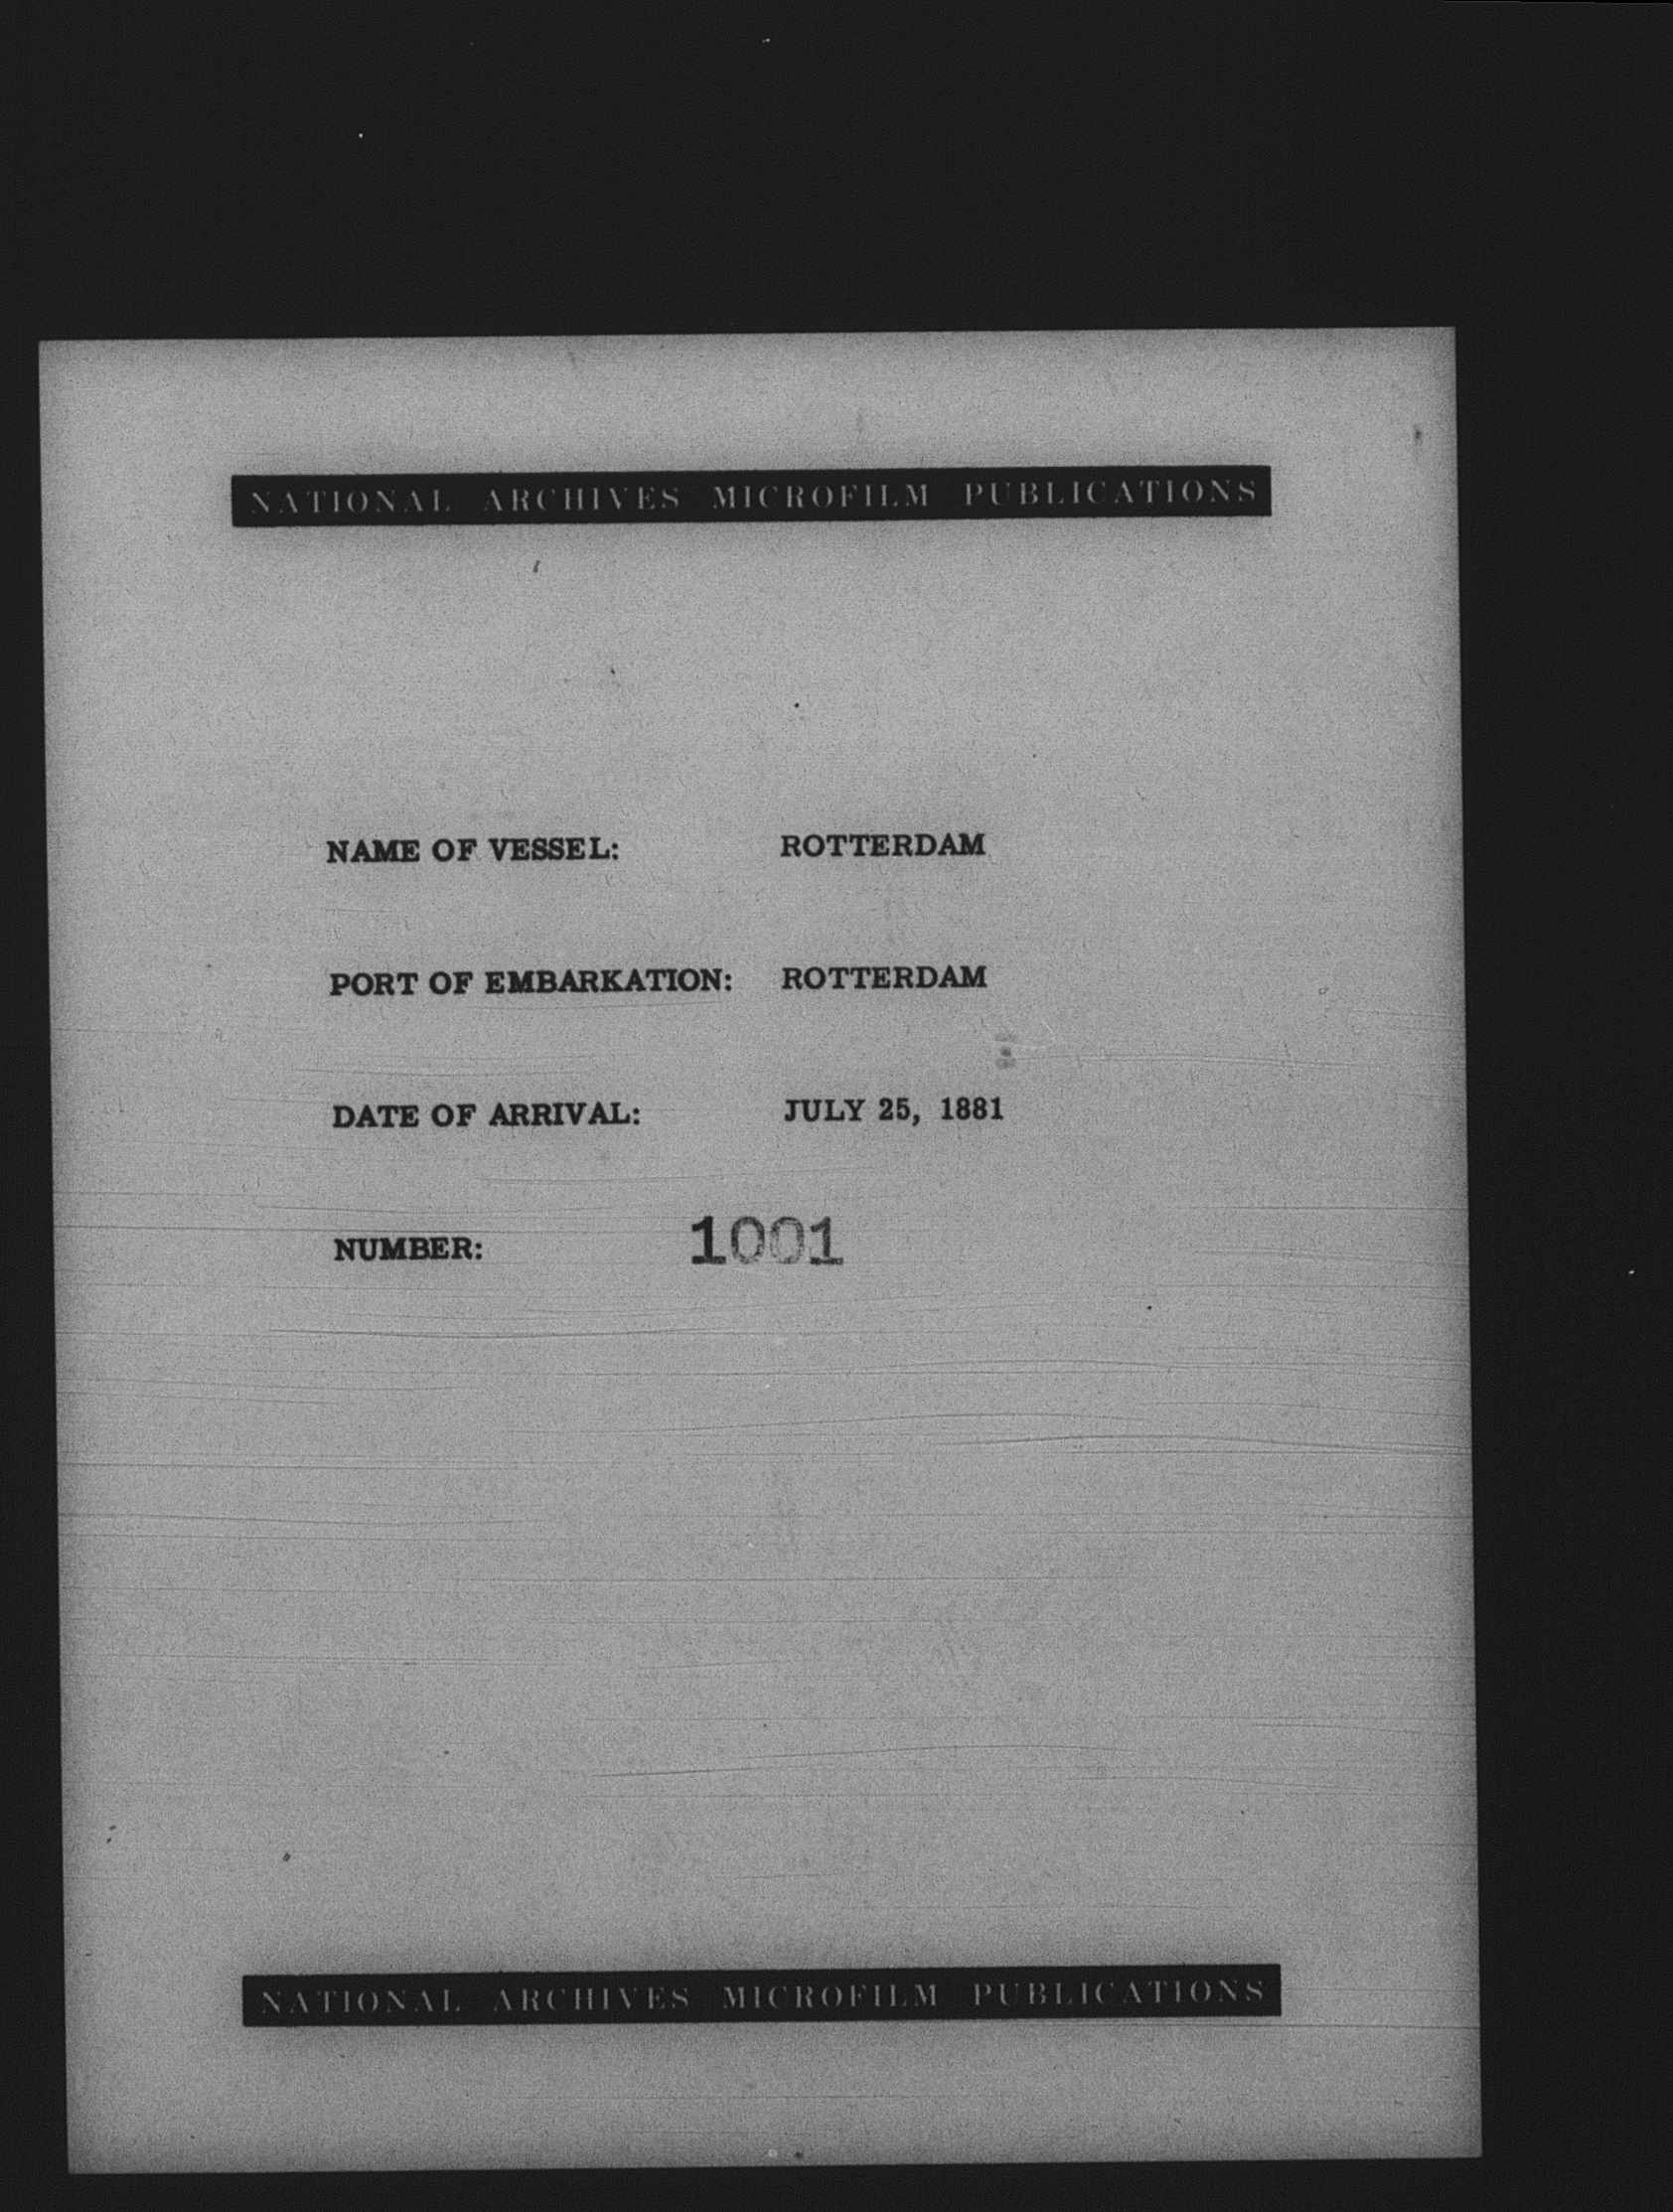 NATIONAL ARCHIVES MICROFILM PUBLICATIONS
NAME OF VESSEL: ROTTERDAM
PORT OF EMBARKATION: ROTTERDAM
DATE OF ARRIVAL: JULY 25, 1881
NUMBER: 1001
NATIONAL ARCHIVES MICROFILM PUBLICATIONS